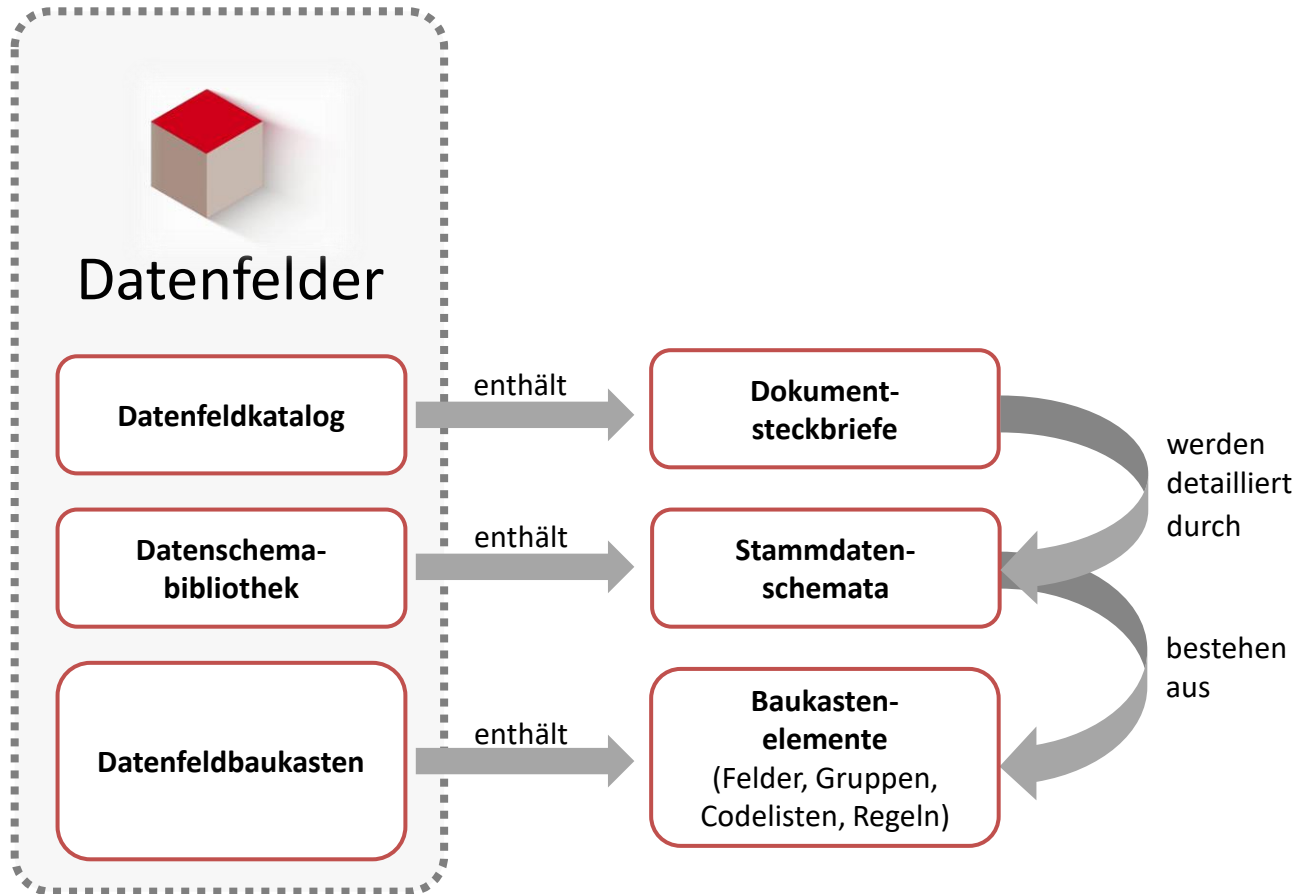 Datenfelder
Datenfeldkatalog
enthält
Dokument-
steckbriefe
werden
detailliert
durch
Datenschema-
bibliothek
enthält
Stammdaten-
schemata
bestehen
aus
Datenfeldbaukasten
enthält
Baukasten-
elemente
(Felder, Gruppen,
Codelisten, Regeln)